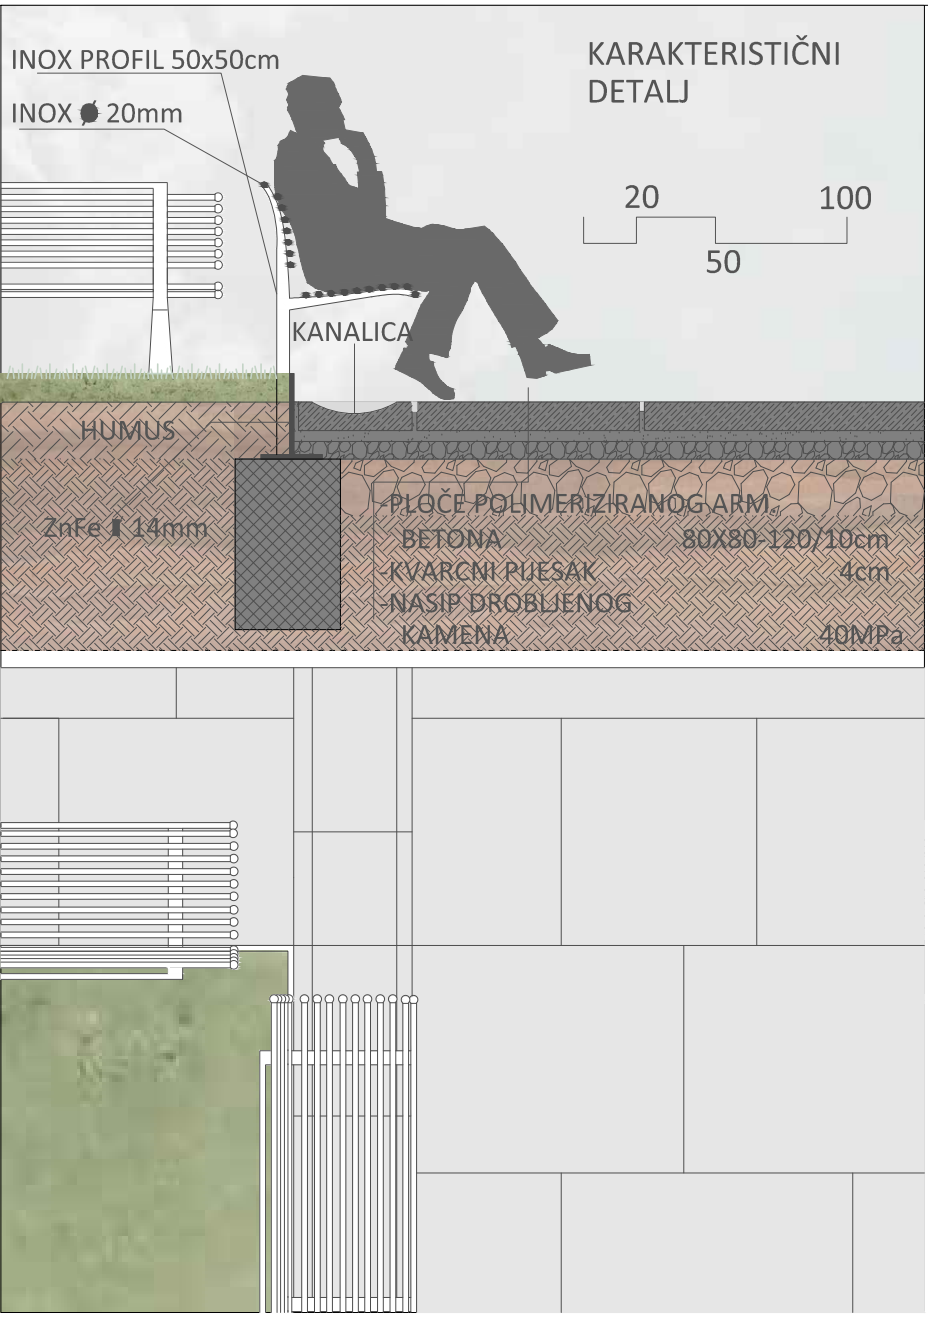 INOX PROFIL 50x50cm
INOX ⌀ 20mm
KARAKTERISTIČNI
DETALJ
20 100
50
KANALICA
HUMUS
ZnFe ▮ 14mm
-PLOČE POLIMERIZIRANOG ARM.
BETONA 80X80-120/10cm
-KVARCNI PIJESAK 4cm
-NASIP DROBLJENOG
KAMENA 40MPa